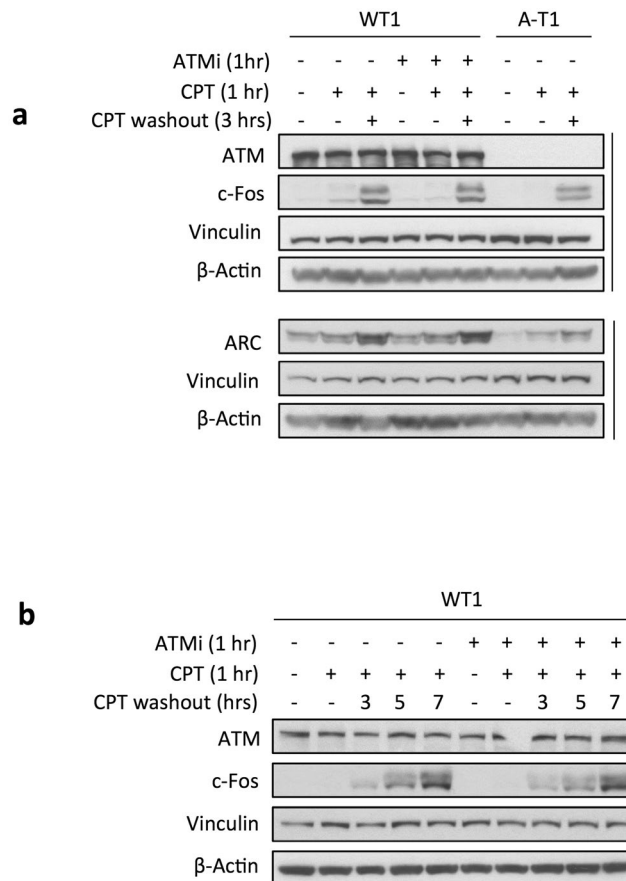 WT1 A-T1
ATMi (1hr) - - - + + + - - -
a
CPT (1 hr) - + + - + + - + +
CPT washout (3 hrs) - - + - - + - - +
ATM
c-Fos
Vinculin
β-Actin
ARC
Vinculin
β-Actin
b
WT1
ATMi (1 hr) - - - - - + + + + +
CPT (1 hr) - + + + + - + + + +
CPT washout (hrs) - - 3 5 7 - - 3 5 7
ATM
c-Fos
Vinculin
β-Actin